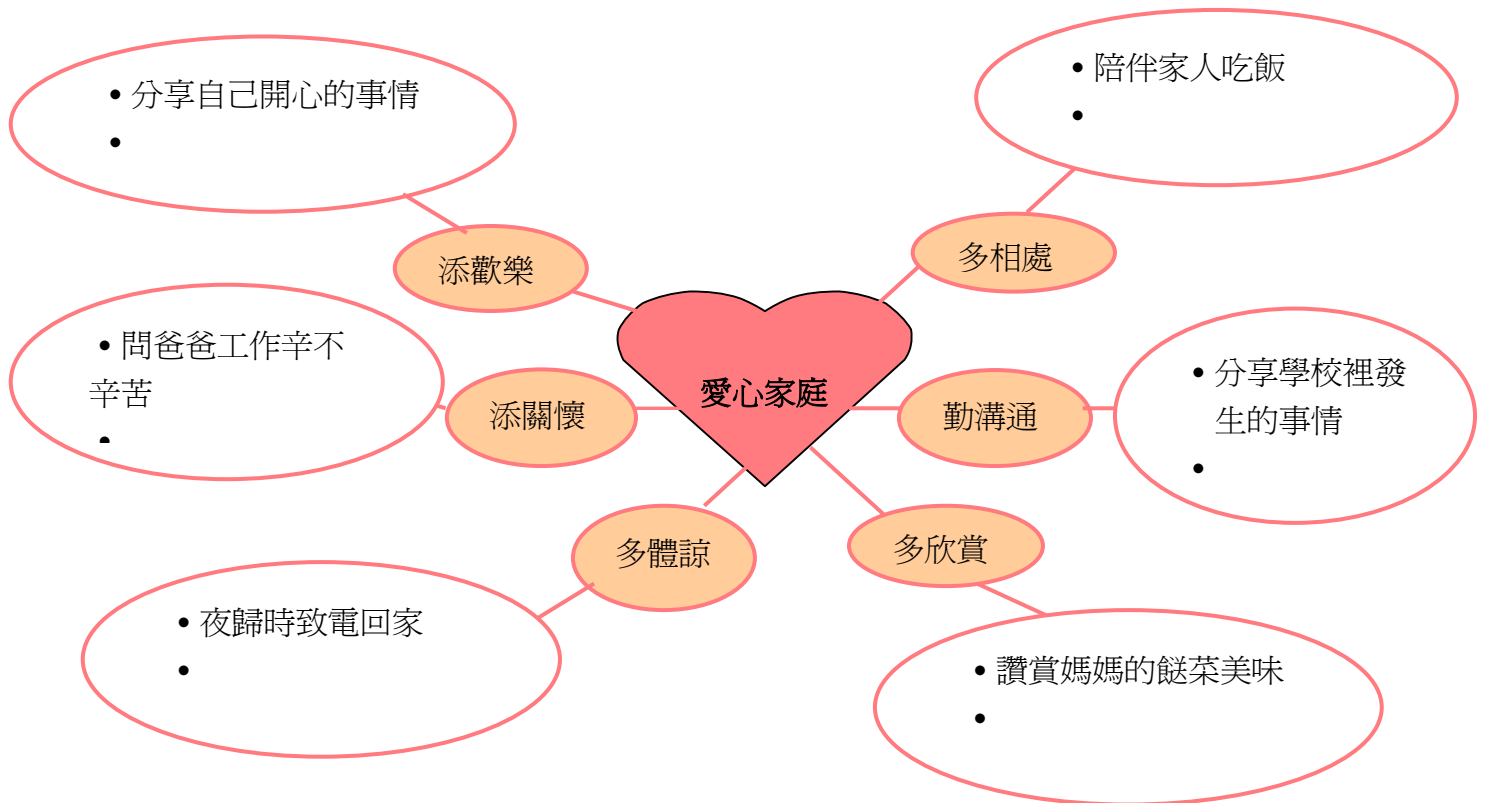 • 分享自己開心的事情
•
• 陪伴家人吃飯
•
添歡樂
多相處
• 問爸爸工作辛不
辛苦
•
添關懷
愛心家庭
勤溝通
• 分享學校裡發
生的事情
•
多體諒
多欣賞
• 夜歸時致電回家
•
• 讚賞媽媽的餸菜美味
•